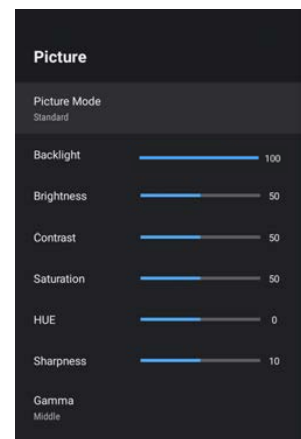 Picture
Picture Mode
Standard
Backlight 100
Brightness 50
Contrast 50
Saturation 50
HUE 0
Sharpness 10
Gamma
Middle